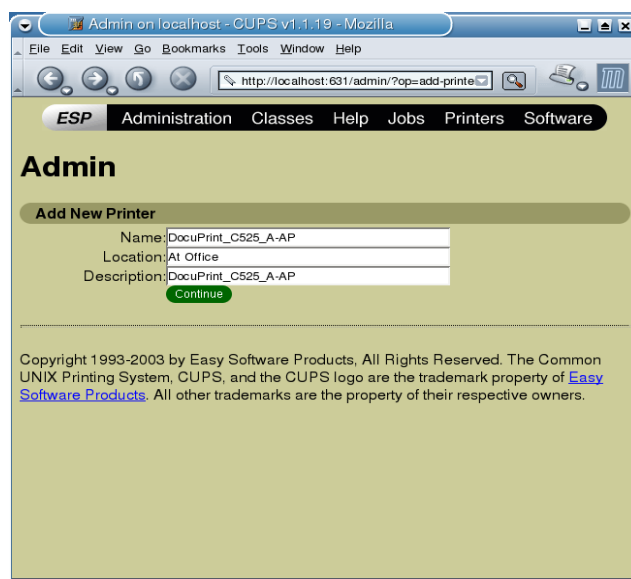 Admin on localhost - CUPS v1.1.19 - Mozilla
File Edit View Go Bookmarks Tools Window Help
http://localhost:631/admin/?op=add-printe
ESP Administration Classes Help Jobs Printers Software
Admin
Add New Printer
Name: DocuPrint_C525_A-AP
Location: At Office
Description: DocuPrint_C525_A-AP
Continue
Copyright 1993-2003 by Easy Software Products, All Rights Reserved. The Common
UNIX Printing System, CUPS, and the CUPS logo are the trademark property of Easy
Software Products. All other trademarks are the property of their respective owners.